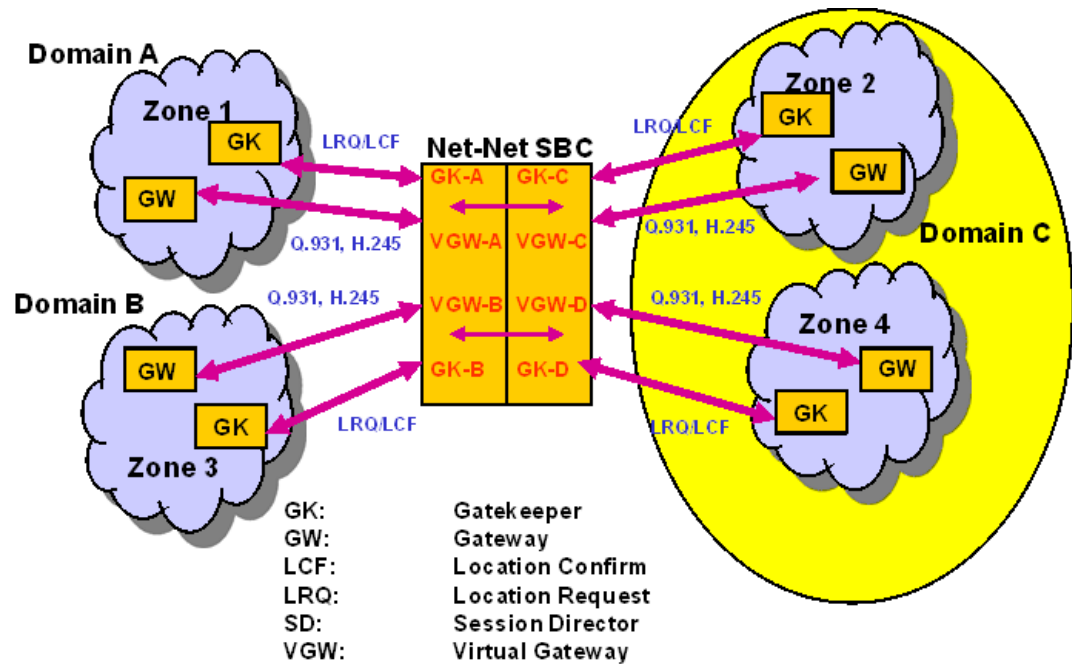 Domain A
Zone 1
GK
GW
LRQ/LCF
Q.931, H.245
Domain B
GW
GK
Zone 3
Q.931, H.245
LRQ/LCF
Net-Net SBC
GK-A GK-C
VGW-A VGW-C
VGW-B VGW-D
GK-B GK-D
LRQ/LCF
Q.931, H.245
Zone 2
GK
GW
Domain C
Q.931, H.245
LRQ/LCF
Zone 4
GW
GK
GK: Gatekeeper
GW: Gateway
LCF: Location Confirm
LRQ: Location Request
SD: Session Director
VGW: Virtual Gateway